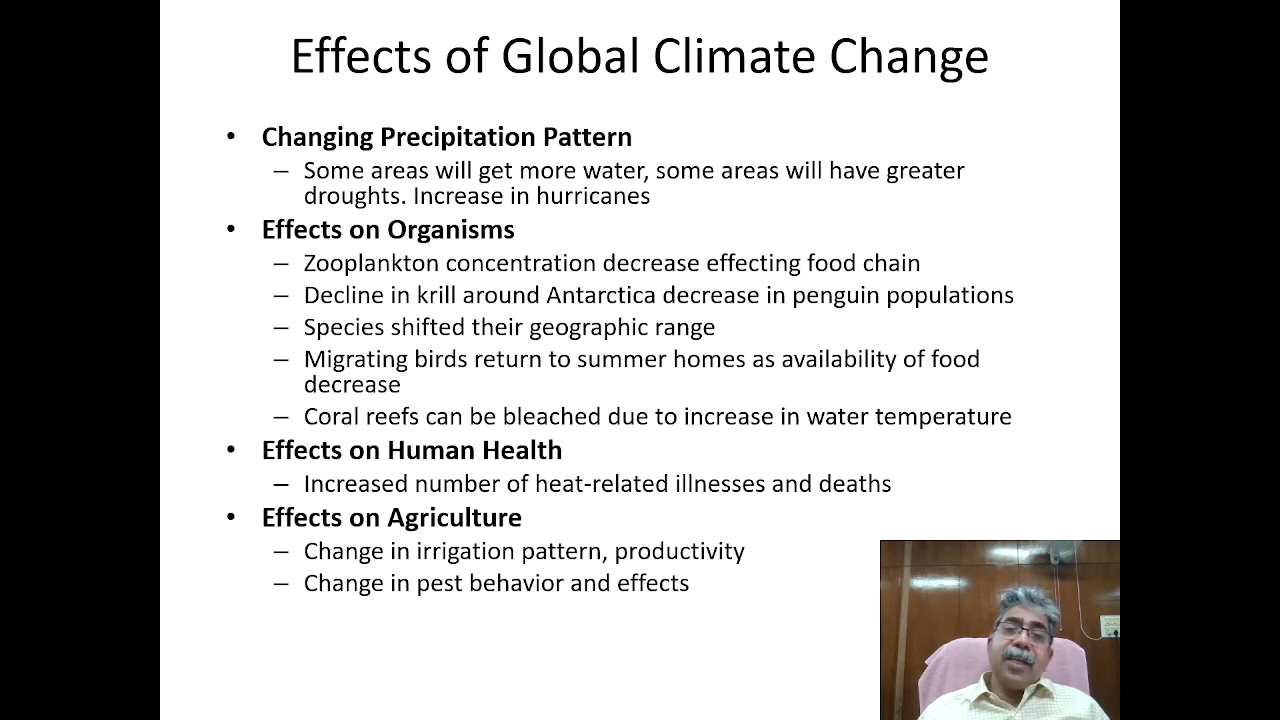 Effects of Global Climate Change
• Changing Precipitation Pattern
– Some areas will get more water, some areas will have greater
droughts. Increase in hurricanes
• Effects on Organisms
– Zooplankton concentration decrease effecting food chain
– Decline in krill around Antarctica decrease in penguin populations
– Species shifted their geographic range
– Migrating birds return to summer homes as availability of food
decrease
– Coral reefs can be bleached due to increase in water temperature
• Effects on Human Health
– Increased number of heat-related illnesses and deaths
• Effects on Agriculture
– Change in irrigation pattern, productivity
– Change in pest behavior and effects